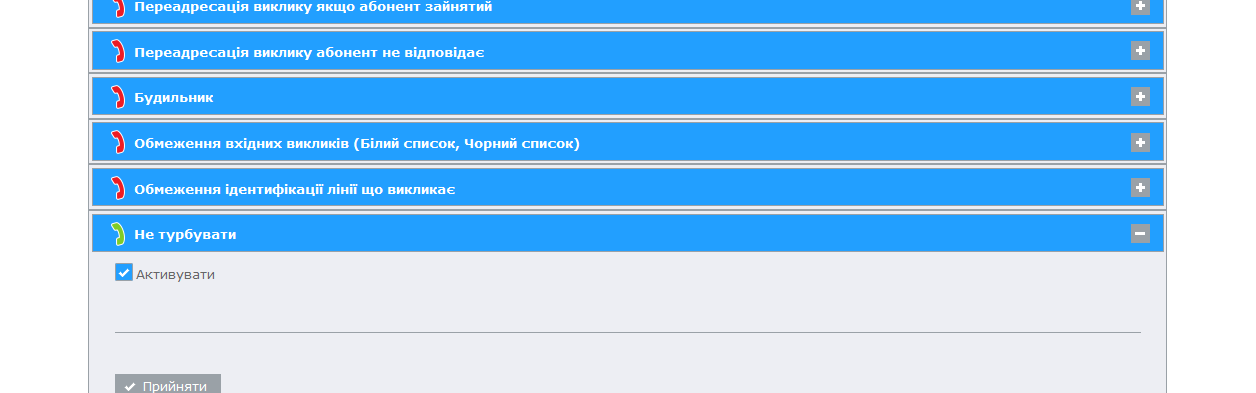 Переадресація виклику якщо абонент зайнятий
Переадресація виклику абонент не відповідає
Будильник
Обмеження вхідних викликів (Білий список, Чорний список)
Обмеження ідентифікації лінії що викликає
Не турбувати
Активувати
Прийняти